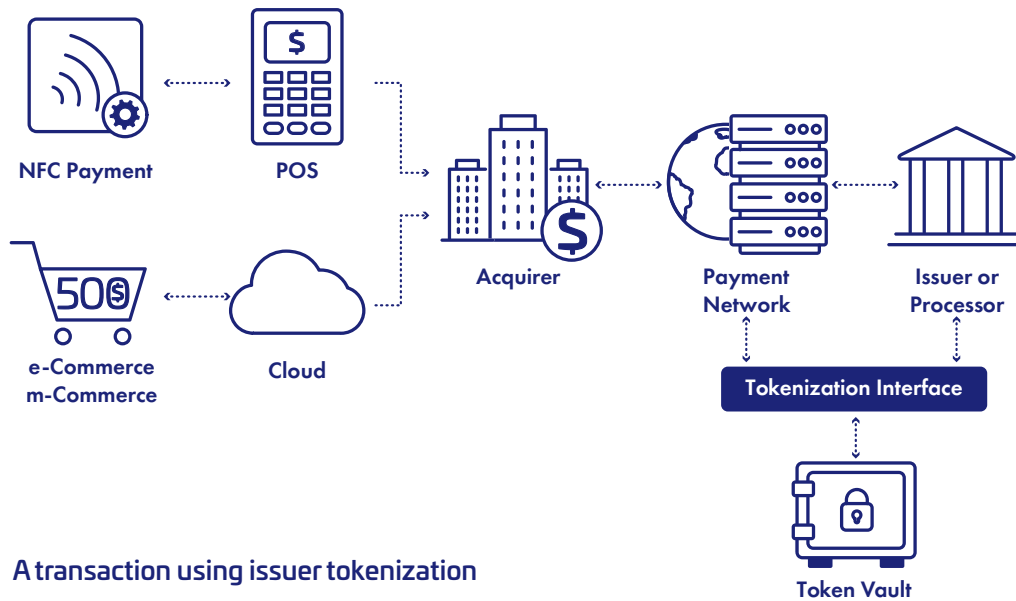 $
NFC Payment
POS
$
Acquirer
Payment
Network
Issuer or
Processor
500$
e-Commerce
m-Commerce
Cloud
Tokenization Interface
A transaction using issuer tokenization
Token Vault